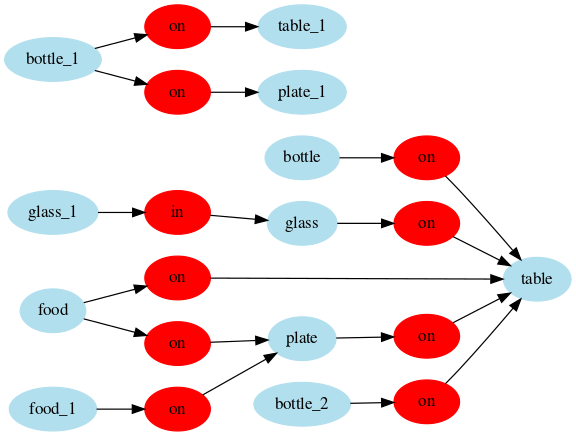 on
table_1
bottle_1
on
plate_1
bottle
on
glass_1
in
glass
on
on
table
food
on
plate
on
food_1
on
bottle_2
on